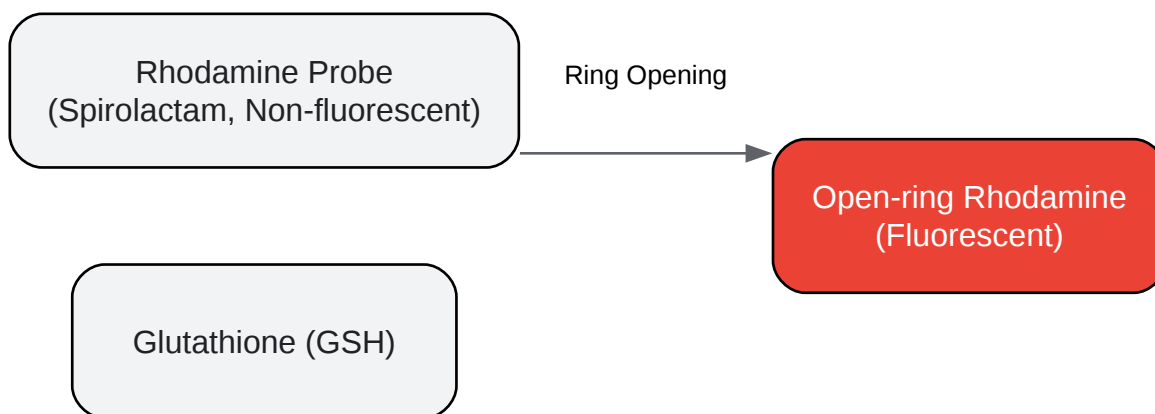 Rhodamine Probe
(Spirolactam, Non-fluorescent)
Ring Opening
Open-ring Rhodamine
(Fluorescent)
Glutathione (GSH)